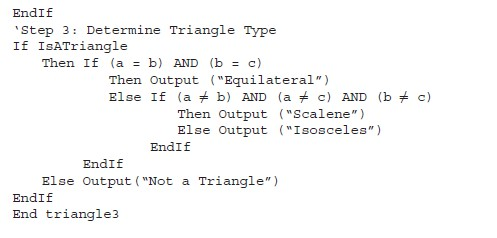 EndIf
‘Step 3: Determine Triangle Type
If IsATriangle
Then If (a = b) AND (b = c)
Then Output (“Equilateral”)
Else If (a ≠ b) AND (a ≠ c) AND (b ≠ c)
Then Output (“Scalene”)
Else Output (“Isosceles”)
EndIf
EndIf
Else Output(“Not a Triangle”)
EndIf
End triangle3